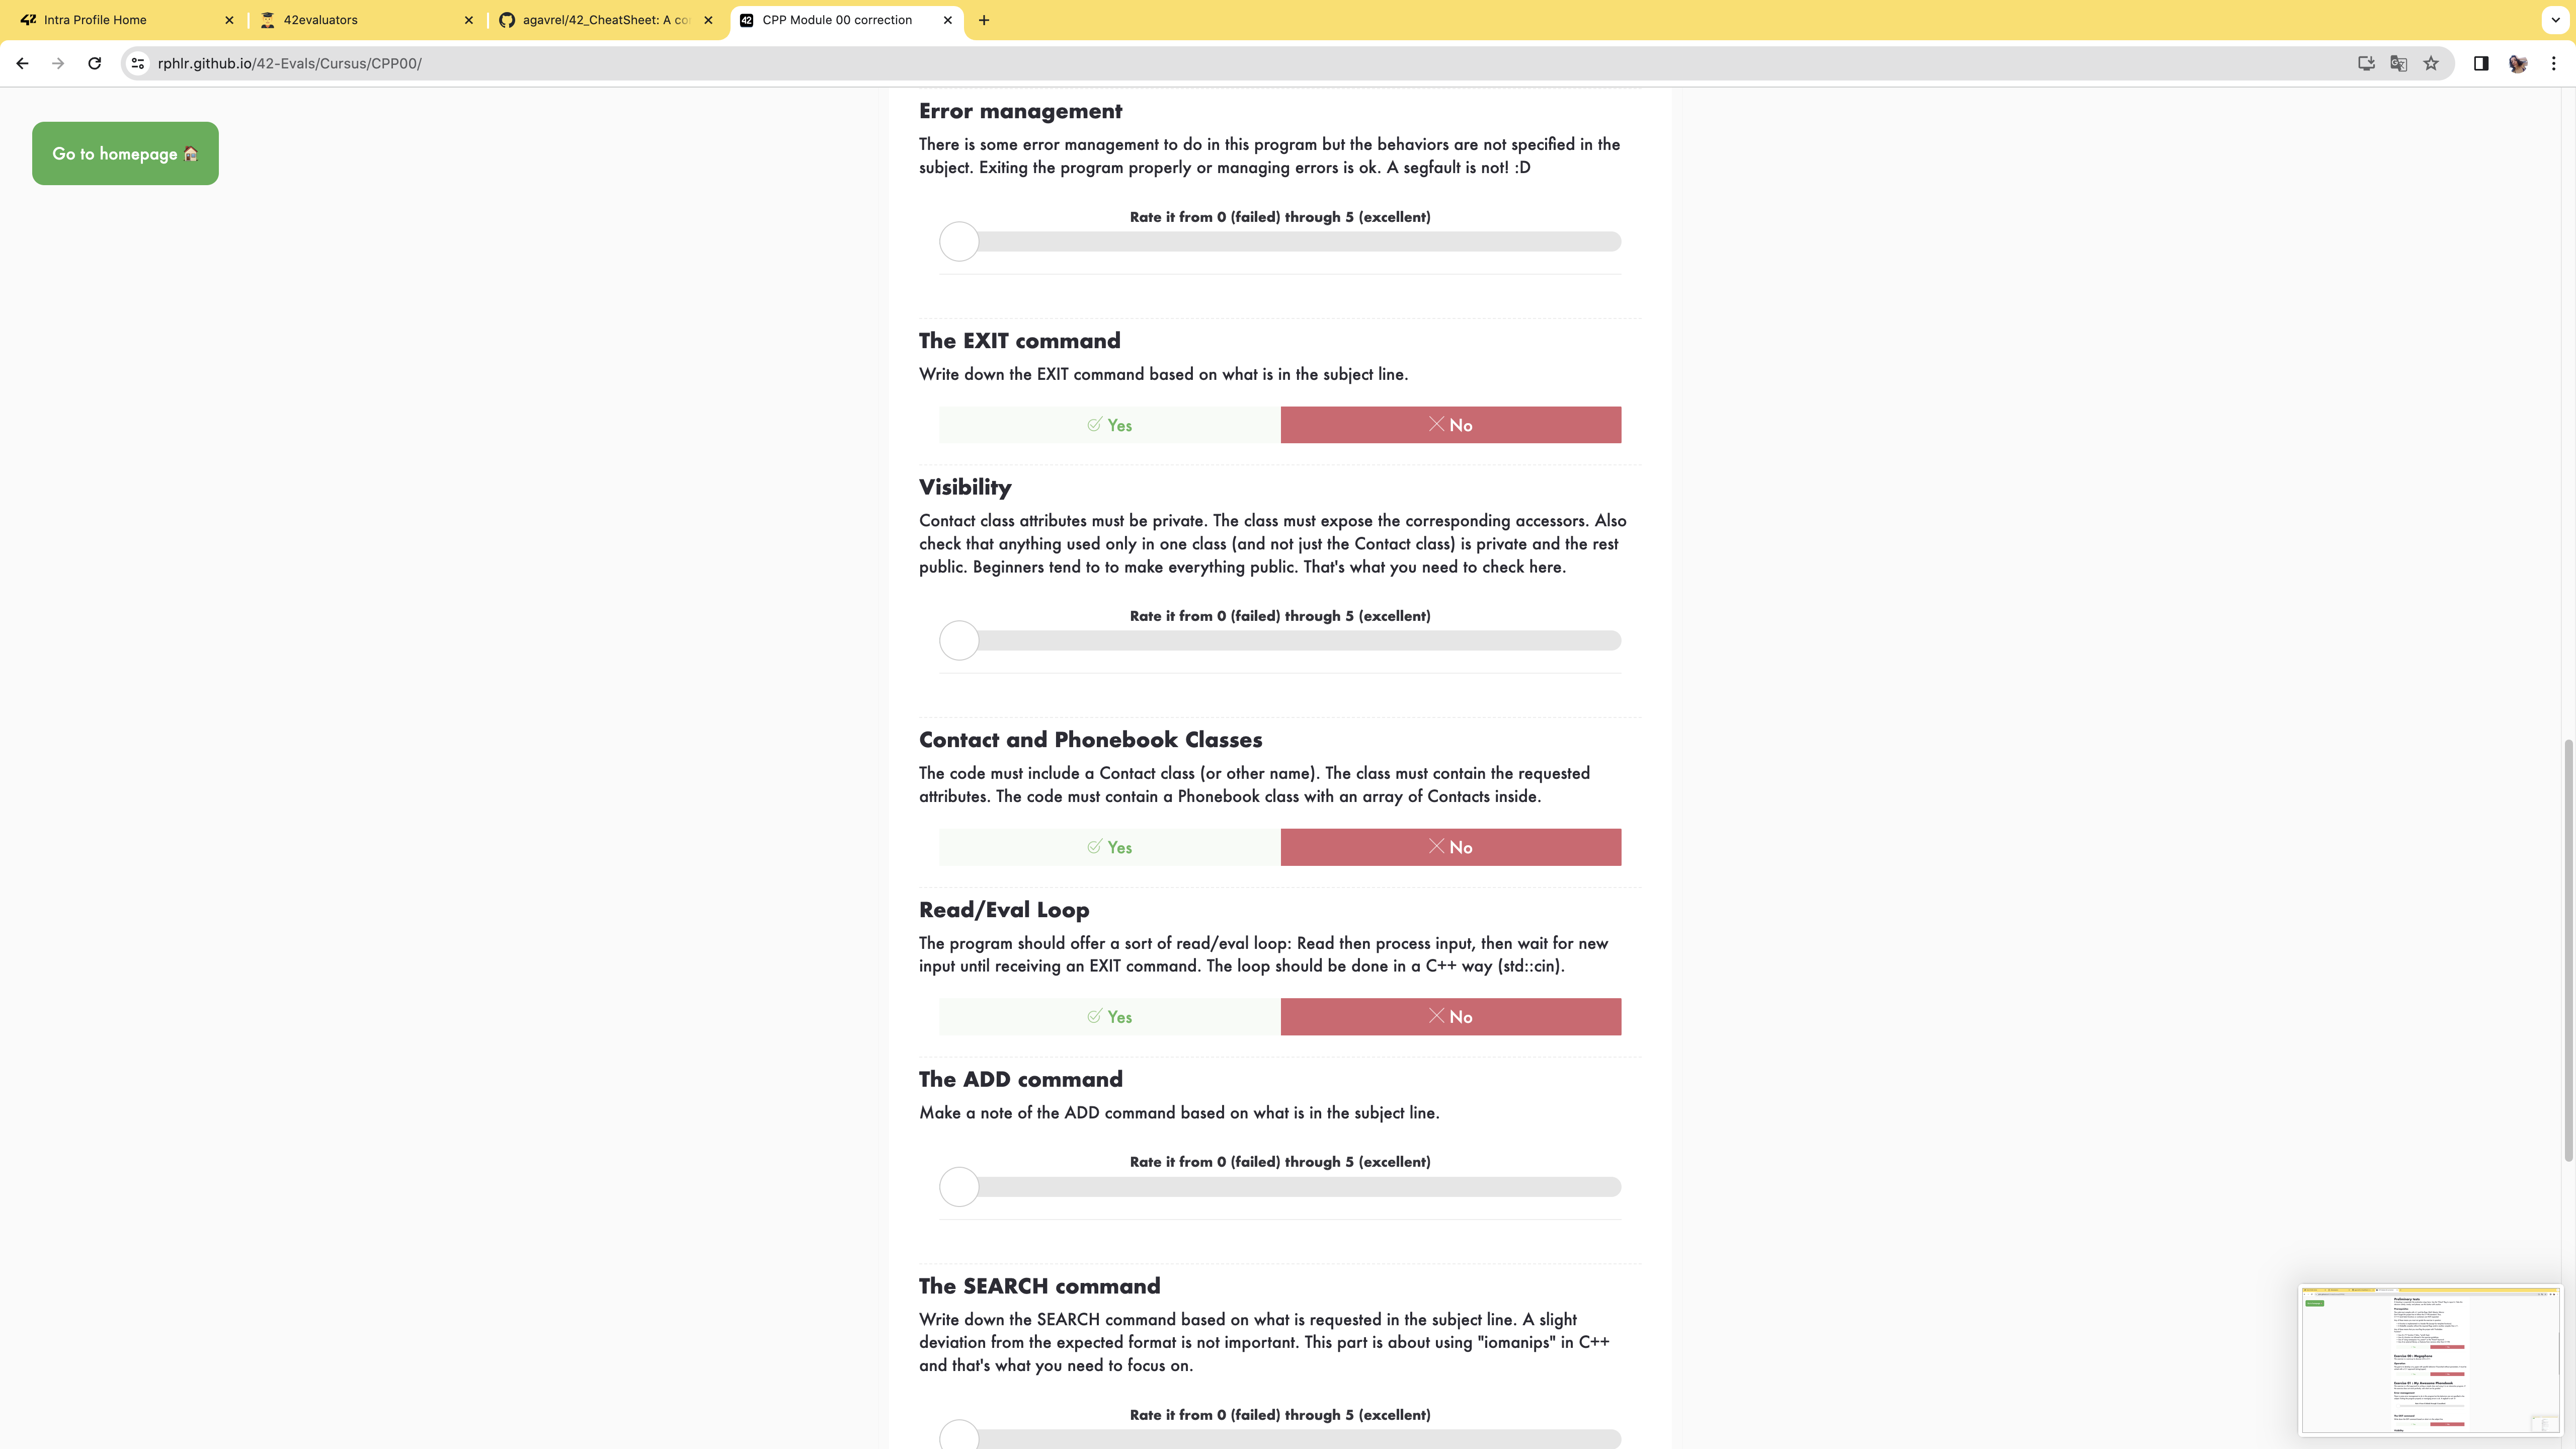 Intra Profile Home
42evaluators
agavrel/42_CheatSheet: A co
CPP Module 00 correction
rphlr.github.io/42-Evals/Cursus/CPP00/
Go to homepage
Error management
There is some error management to do in this program but the behaviors are not specified in the
subject. Exiting the program properly or managing errors is ok. A segfault is not! :D
Rate it from 0 (failed) through 5 (excellent)
The EXIT command
Write down the EXIT command based on what is in the subject line.
Yes
No
Visibility
Contact class attributes must be private. The class must expose the corresponding accessors. Also
check that anything used only in one class (and not just the Contact class) is private and the rest
public. Beginners tend to to make everything public. That's what you need to check here.
Rate it from 0 (failed) through 5 (excellent)
Contact and Phonebook Classes
The code must include a Contact class (or other name). The class must contain the requested
attributes. The code must contain a Phonebook class with an array of Contacts inside.
Yes
No
Read/Eval Loop
The program should offer a sort of read/eval loop: Read then process input, then wait for new
input until receiving an EXIT command. The loop should be done in a C++ way (std::cin).
Yes
No
The ADD command
Make a note of the ADD command based on what is in the subject line.
Rate it from 0 (failed) through 5 (excellent)
The SEARCH command
Write down the SEARCH command based on what is requested in the subject line. A slight
deviation from the expected format is not important. This part is about using "iomanips" in C++
and that's what you need to focus on.
Rate it from 0 (failed) through 5 (excellent)